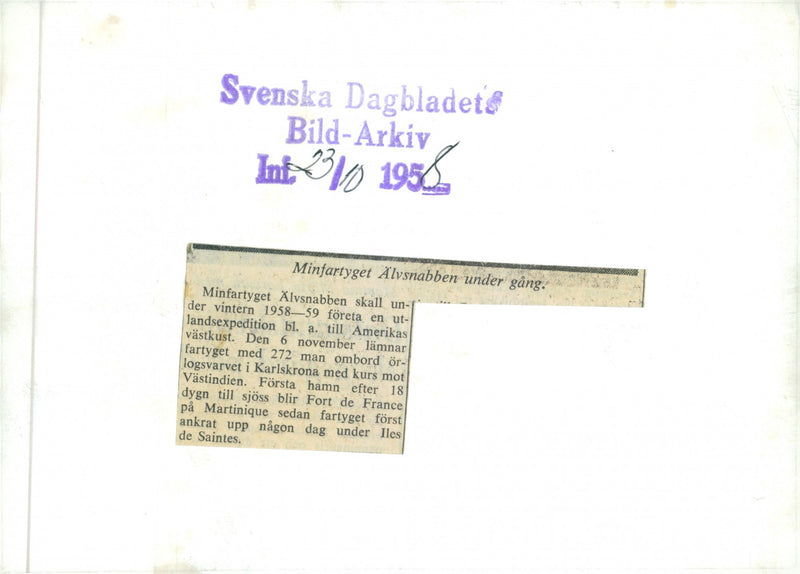 Svenska Dagbladets
Bild-Arkiv
Inf. 23/10 1958
Minfartyget Älvsnabben under gång.
Minfartyget Älvsnabben skall un-
der vintern 1958—59 företa en ut-
landsexpedition bl. a. till Amerikas
västkust. Den 6 november lämnar
fartyget med 272 man ombord ör-
logsvarvet i Karlskrona med kurs mot
Västindien. Första hamn efter 18
dygn till sjöss blir Fort de France
på Martinique sedan fartyget först
ankrat upp någon dag under Iles
de Saintes.